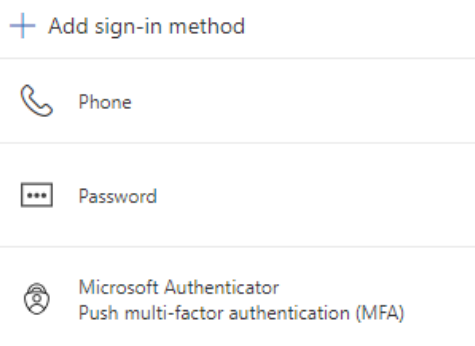 Add sign-in method
Phone
Password
Microsoft Authenticator
Push multi-factor authentication (MFA)